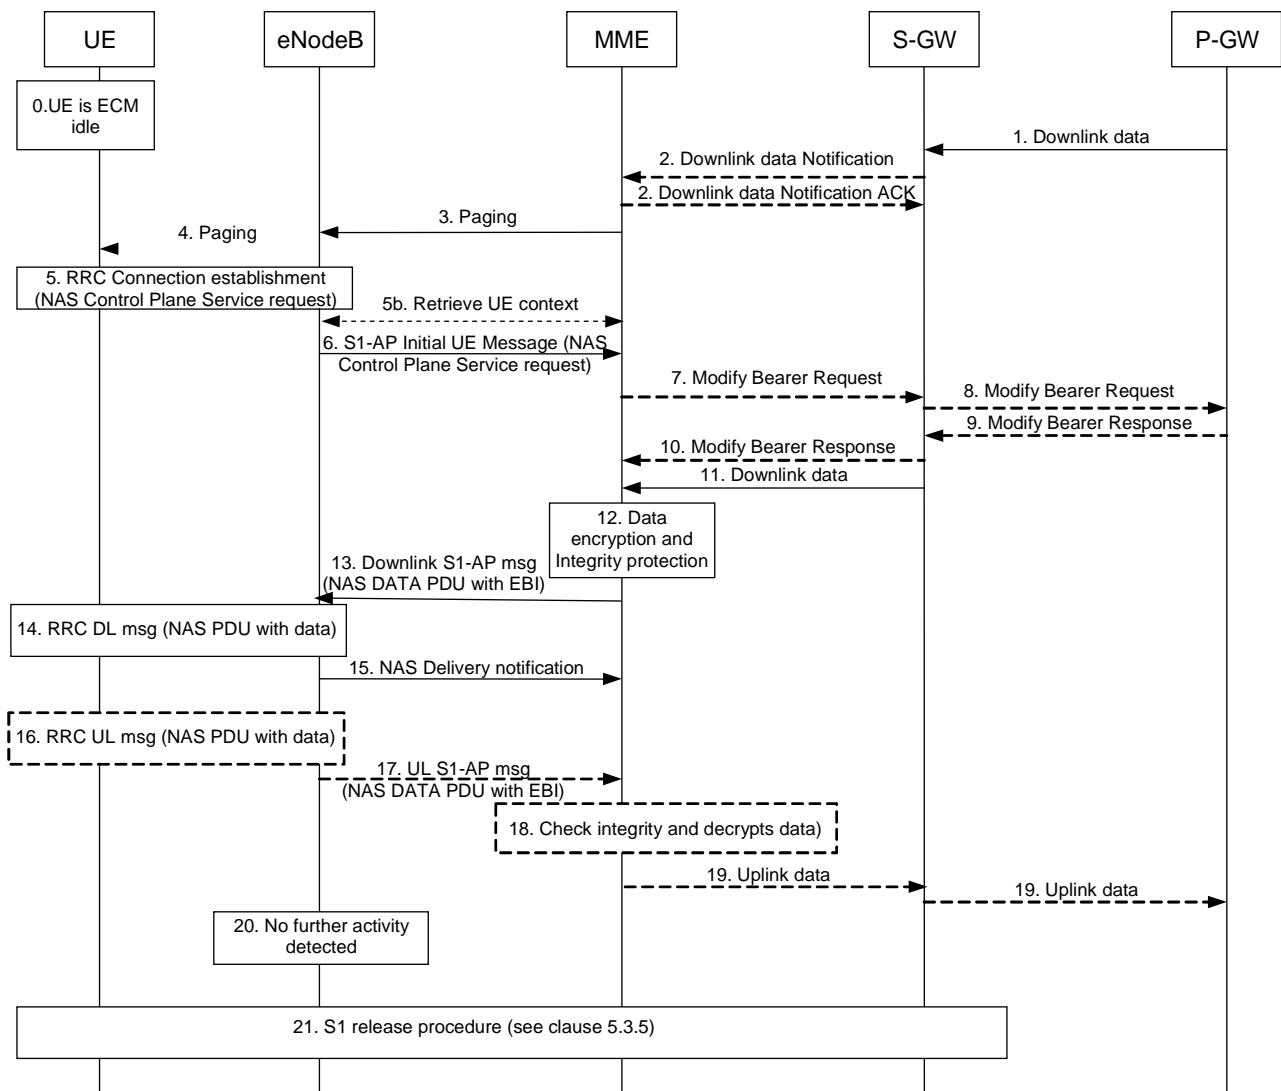 UE
eNodeB
MME
S-GW
P-GW
0.UE is ECM
idle
1. Downlink data
2. Downlink data Notification
2. Downlink data Notification ACK
3. Paging
4. Paging
5. RRC Connection establishment
(NAS Control Plane Service request)
5b. Retrieve UE context
6. S1-AP Initial UE Message (NAS
Control Plane Service request)
7. Modify Bearer Request
8. Modify Bearer Request
9. Modify Bearer Response
10. Modify Bearer Response
11. Downlink data
12. Data
encryption and
Integrity protection
13. Downlink S1-AP msg
(NAS DATA PDU with EBI)
14. RRC DL msg (NAS PDU with data)
15. NAS Delivery notification
16. RRC UL msg (NAS PDU with data)
17. UL S1-AP msg
(NAS DATA PDU with EBI)
18. Check integrity and decrypts data)
19. Uplink data
19. Uplink data
20. No further activity
detected
21. S1 release procedure (see clause 5.3.5)